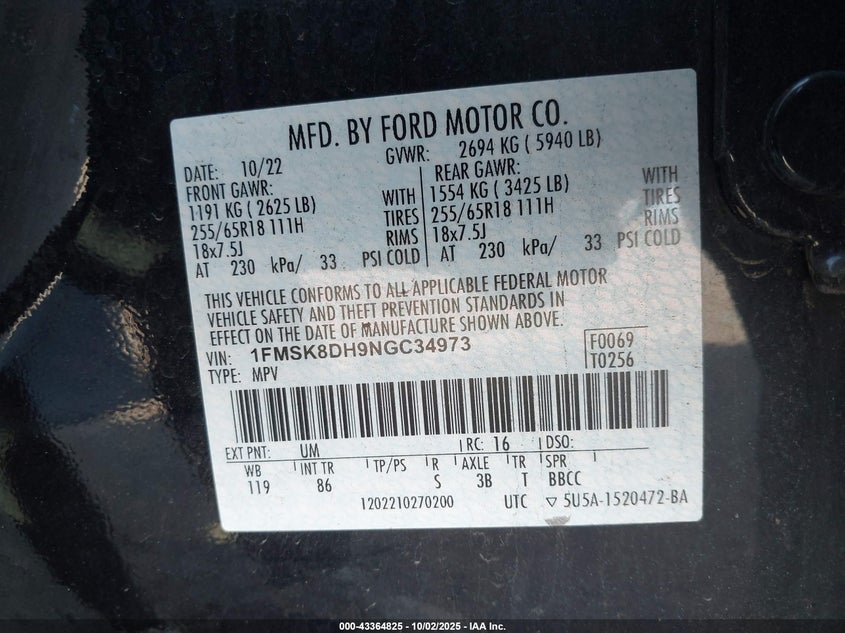 MFD. BY FORD MOTOR CO.
DATE: 10/22 GVWR: 2694 KG ( 5940 LB)
FRONT GAWR: REAR GAWR:
1191 KG ( 2625 LB) WITH 1554 KG ( 3425 LB) WITH
255/65R18 111H TIRES 255/65R18 111H TIRES
18x7.5J RIMS 18x7.5J RIMS
AT 230 kPa/ 33 PSI COLD AT 230 kPa/ 33 PSI COLD
THIS VEHICLE CONFORMS TO ALL APPLICABLE FEDERAL MOTOR
VEHICLE SAFETY AND THEFT PREVENTION STANDARDS IN
EFFECT ON THE DATE OF MANUFACTURE SHOWN ABOVE.
VIN: 1FMSK8DH9NGC34973 F0069
TYPE: MPV T0256
EXT PNT: UM RC: 16 DSO:
WB INT TR TP/PS R AXLE TR SPR
119 86 S 3B T BBCC
1202210270200 UTC ▽ 5U5A-1520472-BA
000-43364825 - 10/02/2025 - IAA Inc.